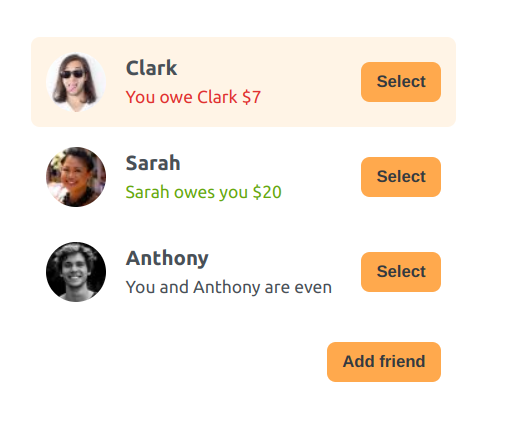 Clark
You owe Clark $7
Select
Sarah
Sarah owes you $20
Select
Anthony
You and Anthony are even
Select
Add friend